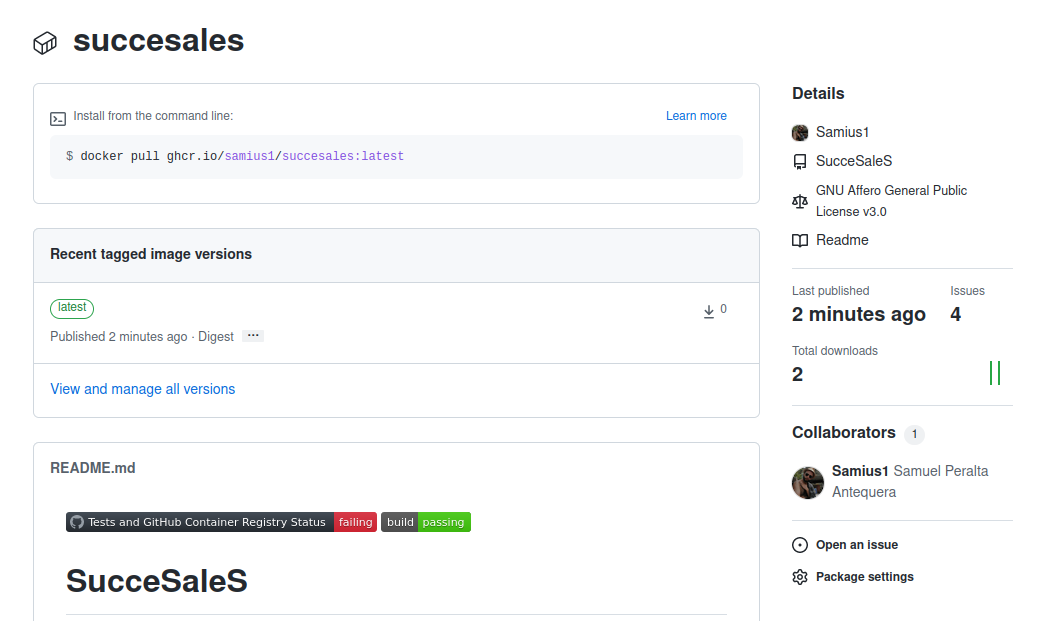 succesales
Install from the command line:
Learn more
$ docker pull ghcr.io/samius1/succesales:latest
Recent tagged image versions
latest
0
Published 2 minutes ago · Digest ···
View and manage all versions
README.md
Tests and GitHub Container Registry Status failing build passing
SucceSaleS
Details
Samius1
SucceSaleS
GNU Affero General Public
License v3.0
Readme
Last published
Issues
2 minutes ago
4
Total downloads
2
Collaborators 1
Samius1 Samuel Peralta
Antequera
Open an issue
Package settings